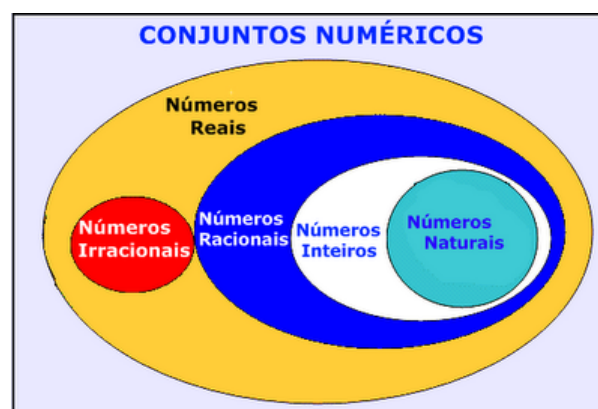 CONJUNTOS NUMÉRICOS
Números
Reais
Números
Irracionais
Números
Racionais
Números
Inteiros
Números
Naturais